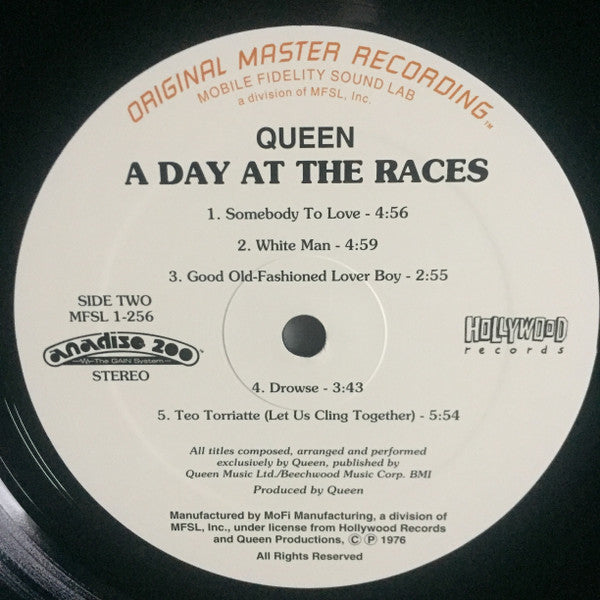 ORIGINAL MASTER RECORDING™
MOBILE FIDELITY SOUND LAB
a division of MFSL, Inc.
QUEEN
A DAY AT THE RACES
1. Somebody To Love - 4:56
2. White Man - 4:59
3. Good Old-Fashioned Lover Boy - 2:55
SIDE TWO
MFSL 1-256
anadisq 200™
The GAIN System™
STEREO
HOLLYWOOD
records
4. Drowse - 3:43
5. Teo Torriatte (Let Us Cling Together) - 5:54
All titles composed, arranged and performed
exclusively by Queen, published by
Queen Music Ltd./Beechwood Music Corp. BMI
Produced by Queen
Manufactured by MoFi Manufacturing, a division of
MFSL, Inc., under license from Hollywood Records
and Queen Productions, Ⓒ Ⓟ 1976
All Rights Reserved